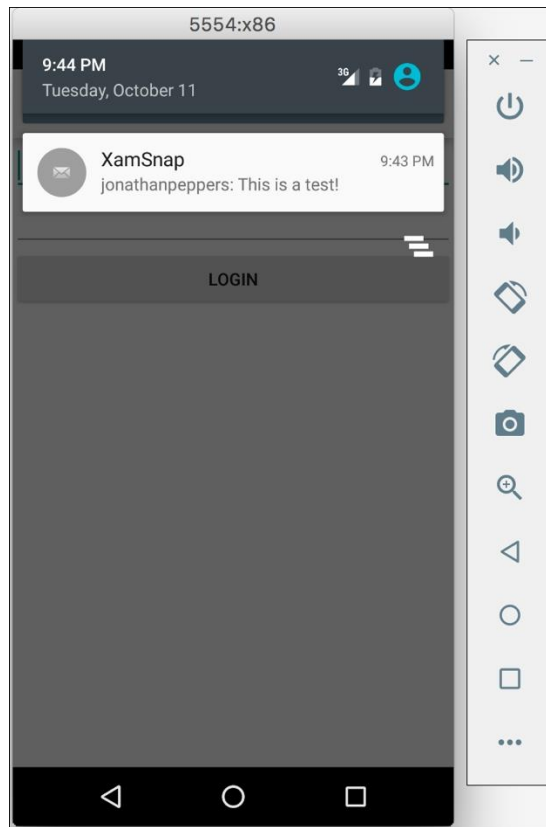 5554:x86
9:44 PM
3G
Tuesday, October 11
XamSnap
9:43 PM
jonathanpeppers: This is a test!
LOGIN